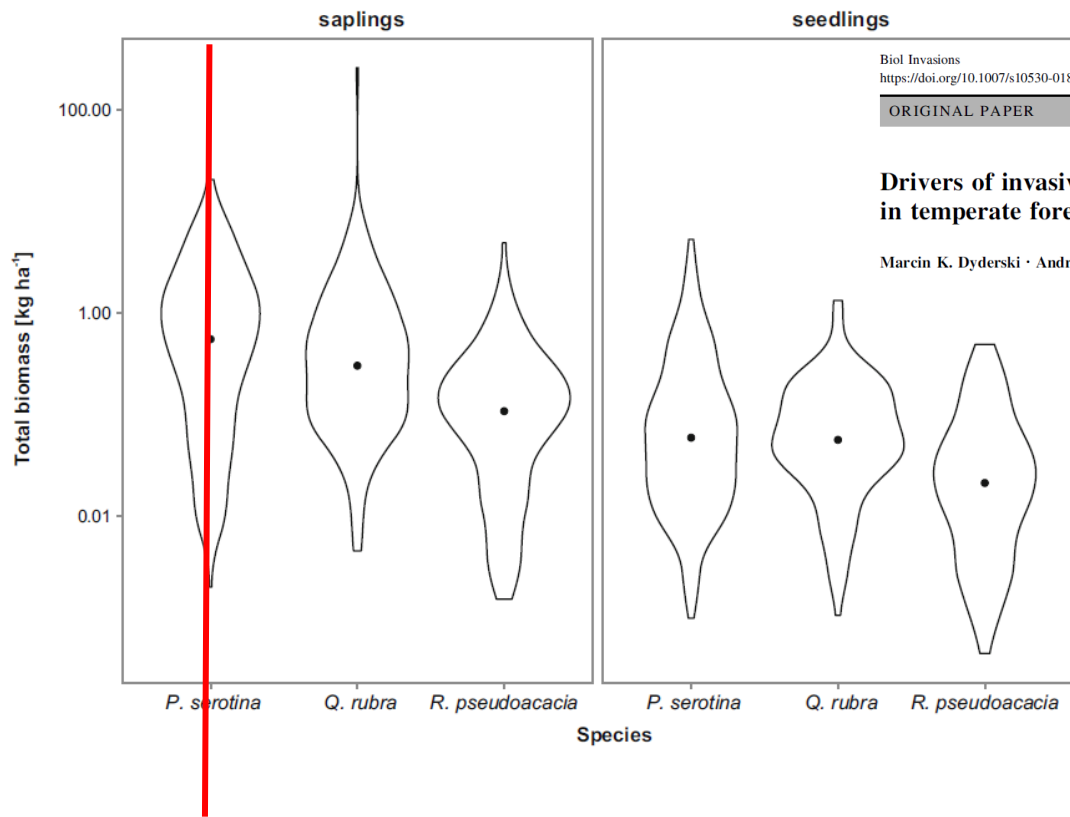 saplings
seedlings
Biol Invasions
https://doi.org/10.1007/s10530-018
ORIGINAL PAPER
Drivers of invasiv
in temperate fore
Marcin K. Dyderski · Andr
100.00
1.00
0.01
Total biomass [kg ha⁻¹]
P. serotina
Q. rubra
R. pseudoacacia
P. serotina
Q. rubra
R. pseudoacacia
Species